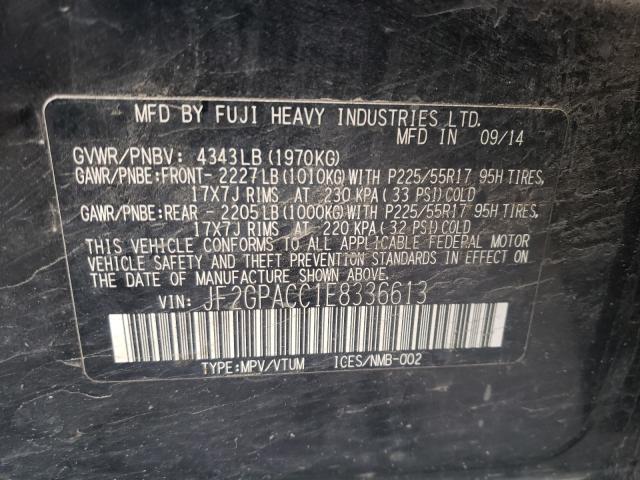 MFD BY FUJI HEAVY INDUSTRIES LTD.
MFD IN 09/14
GVWR/PNBV: 4343LB (1970KG)
GAWR/PNBE:FRONT- 2227LB (1010KG) WITH P225/55R17 95H TIRES,
17X7J RIMS AT 230 KPA (33 PSI) COLD
GAWR/PNBE:REAR - 2205LB (1000KG) WITH P225/55R17 95H TIRES,
17X7J RIMS AT 220 KPA (32 PSI) COLD
THIS VEHICLE CONFORMS TO ALL APPLICABLE FEDERAL MOTOR
VEHICLE SAFETY AND THEFT PREVENTION STANDARDS IN EFFECT ON
THE DATE OF MANUFACTURE SHOWN ABOVE.
VIN: JF2GPACC1E8336613
TYPE:MPV/VTUM ICES/NMB-002